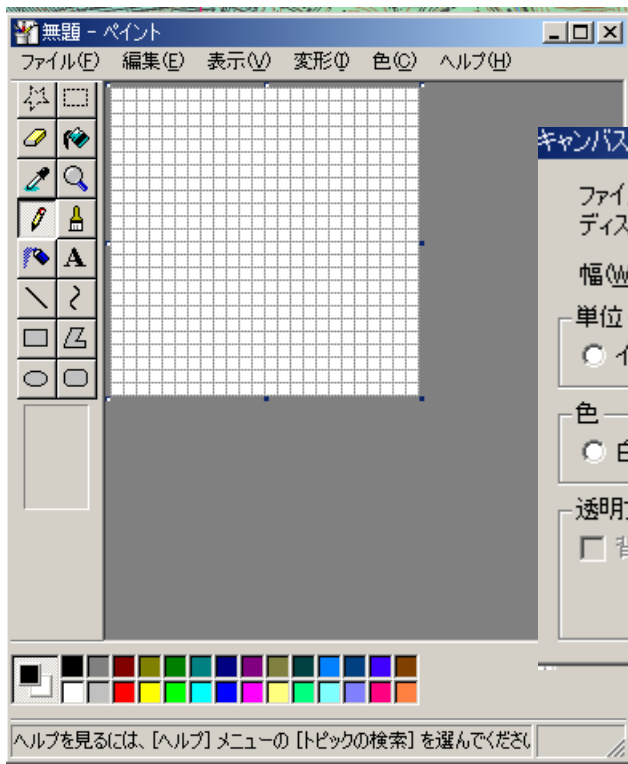 無題 - ペイント
ファイル(F) 編集(E) 表示(V) 変形(I) 色(C) ヘルプ(H)
キャンバス
ファイ
ディス
幅(W
単位
色
A
ヘルプを見るには、[ヘルプ] メニューの [トピックの検索] を選んでくださ